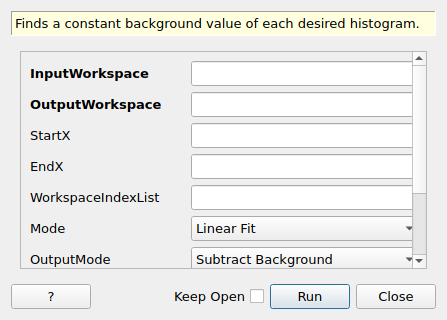 Finds a constant background value of each desired histogram.
InputWorkspace
OutputWorkspace
StartX
EndX
WorkspaceIndexList
Mode Linear Fit
OutputMode Subtract Background
? Keep Open Run Close